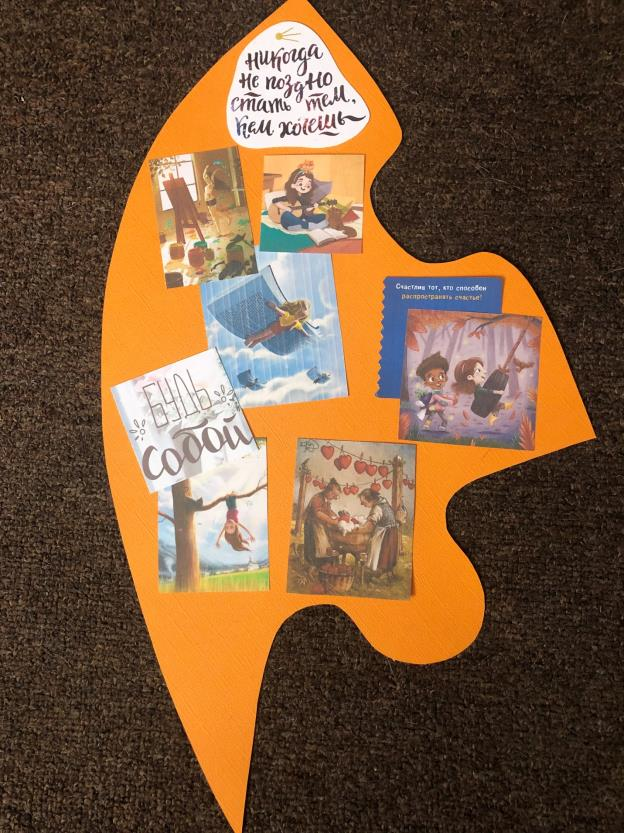 никогда
не поздно
стать тем,
кем хочешь
Счастлив тот, кто способен
распространять счастье!
БУДЬ
собой